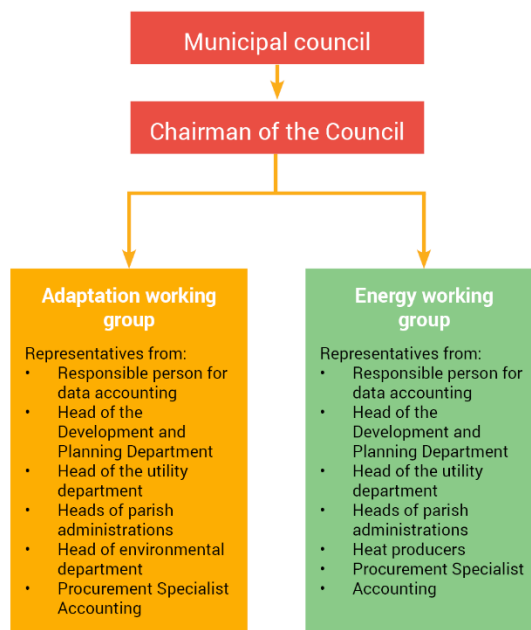 Municipal council
Chairman of the Council
Adaptation working
group
Representatives from:
• Responsible person for
data accounting
• Head of the
Development and
Planning Department
• Head of the utility
department
• Heads of parish
administrations
• Head of environmental
department
• Procurement Specialist
Accounting
Energy working
group
Representatives from:
• Responsible person for
data accounting
• Head of the
Development and
Planning Department
• Head of the utility
department
• Heads of parish
administrations
• Heat producers
• Procurement Specialist
• Accounting